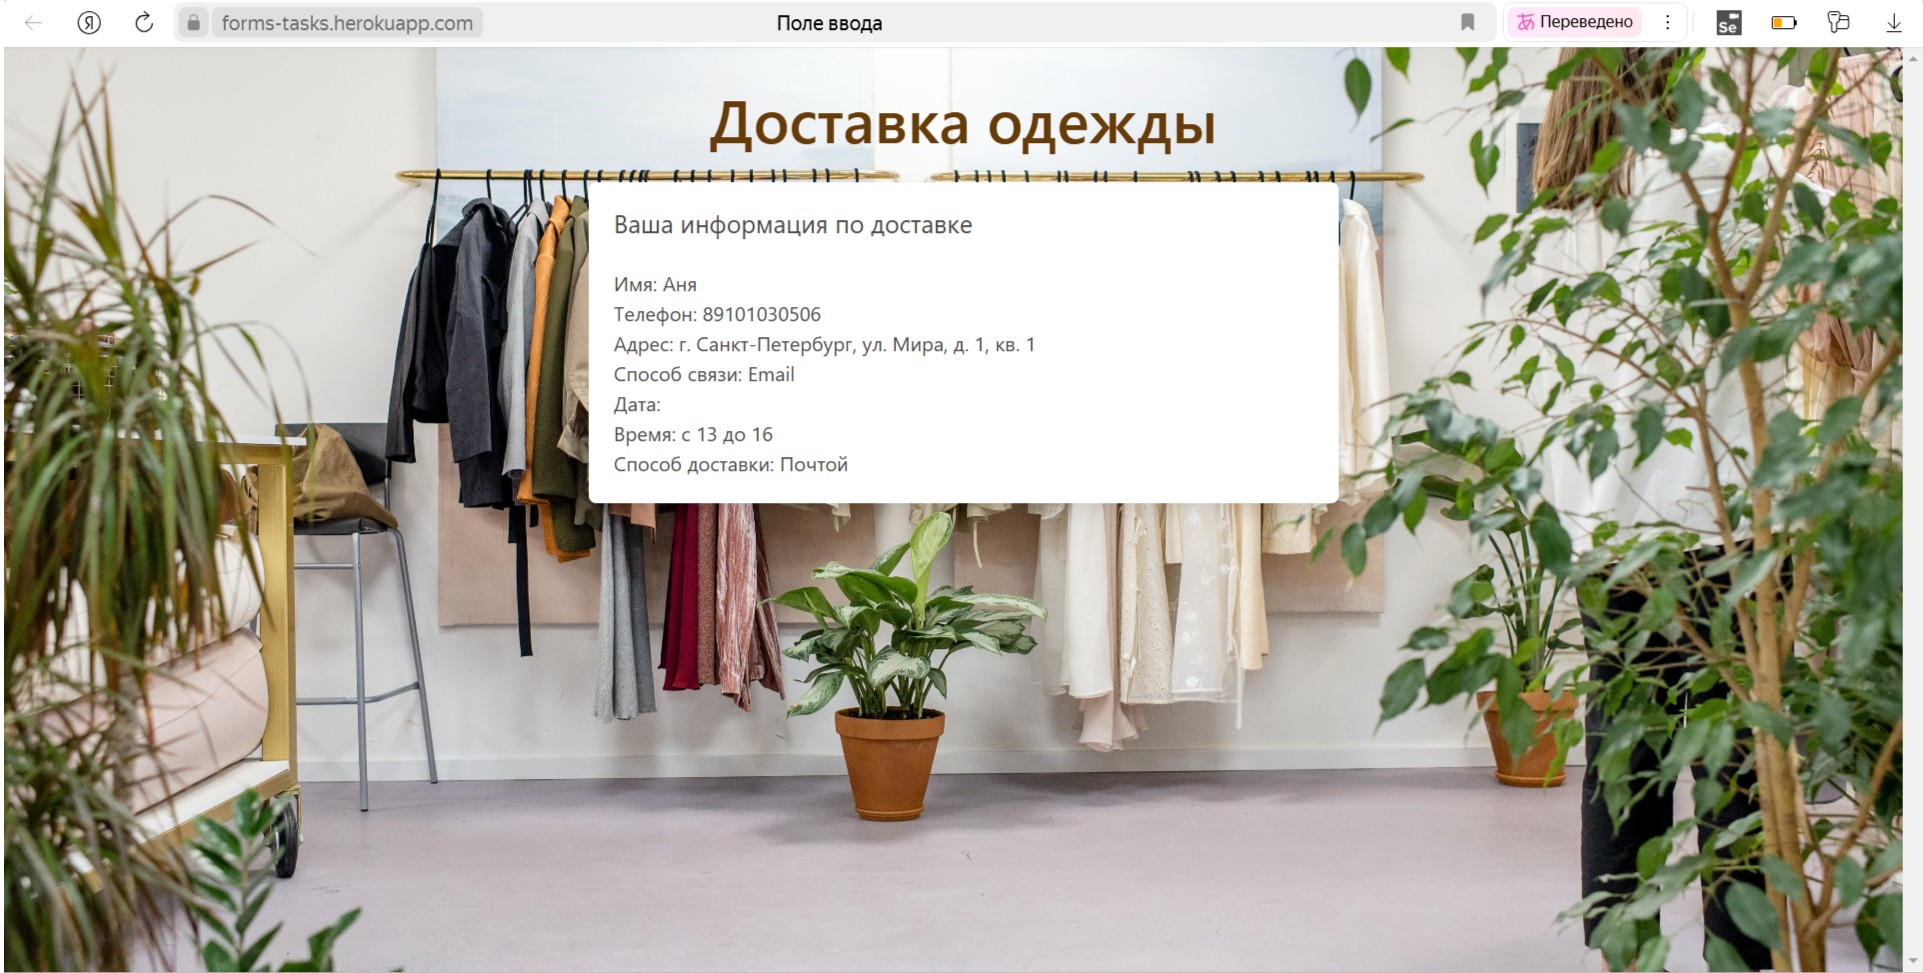 forms-tasks.herokuapp.com
Поле ввода
あ Переведено
Se
Доставка одежды
Ваша информация по доставке
Имя: Аня
Телефон: 89101030506
Адрес: г. Санкт-Петербург, ул. Мира, д. 1, кв. 1
Способ связи: Email
Дата:
Время: с 13 до 16
Способ доставки: Почтой